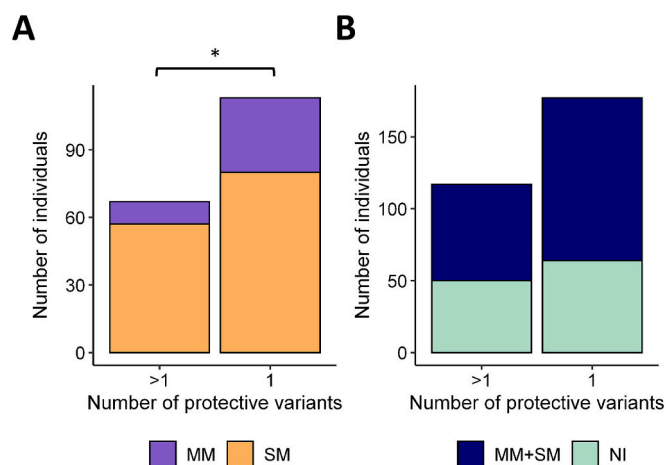 A
*
Number of individuals
90
60
30
0
>1 1
Number of protective variants
MM SM
B
Number of individuals
150
100
50
0
>1 1
Number of protective variants
MM+SM NI